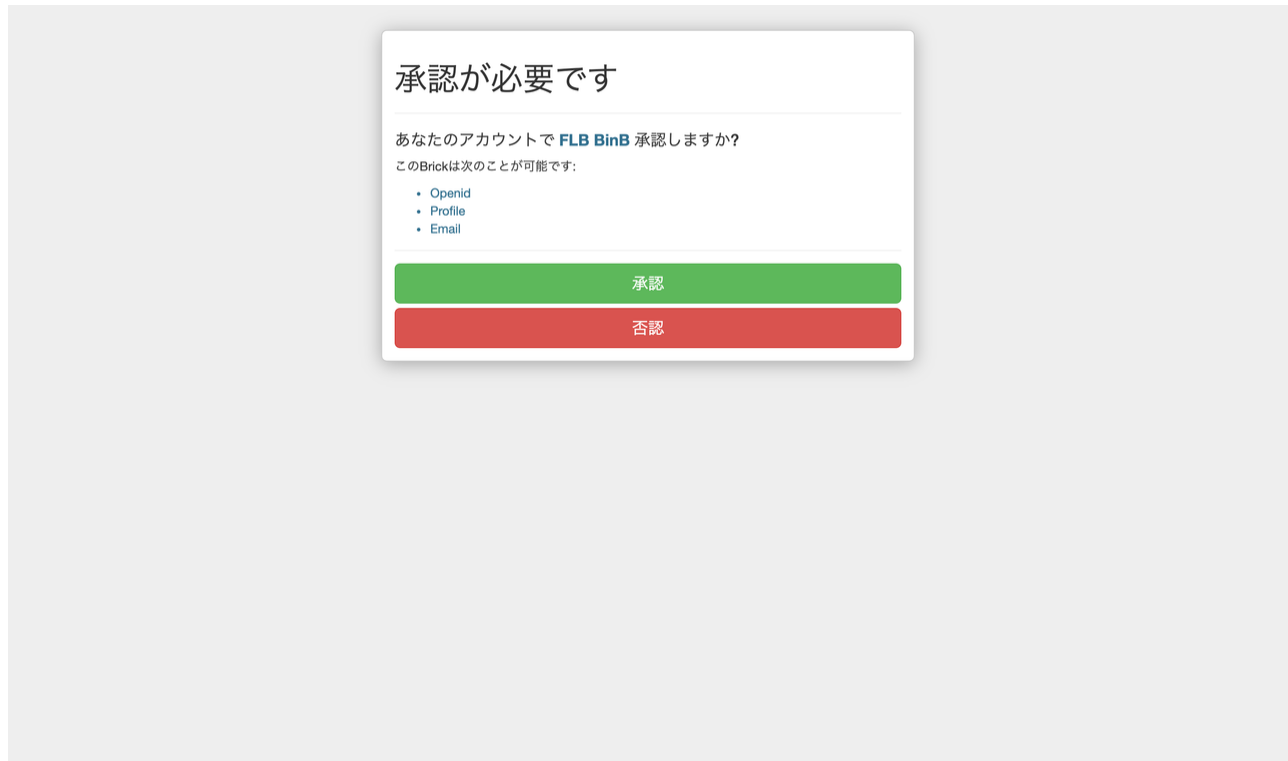 承認が必要です
あなたのアカウントで FLB BinB 承認しますか?
このBrickは次のことが可能です:
Openid
Profile
Email
承認
否認